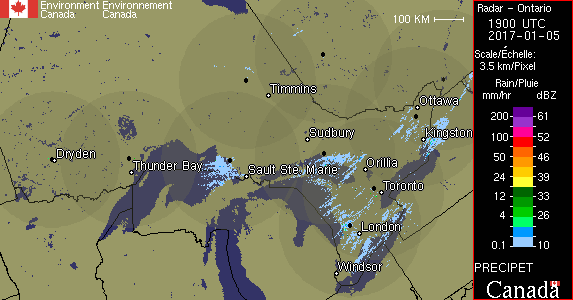 Environment Environnement
Canada Canada
100 KM
Timmins
Ottawa
Sudbury
Kingston
Dryden
Thunder Bay
Sault Ste. Marie
Orillia
Toronto
London
Windsor
Radar - Ontario
1900 UTC
2017-01-05
Scale/Échelle:
3.5 km/Pixel
Rain/Pluie
mm/hr dBZ
200 61
100 52
50 46
24 39
12 33
4 26
0.1 10
PRECIPET
Canada